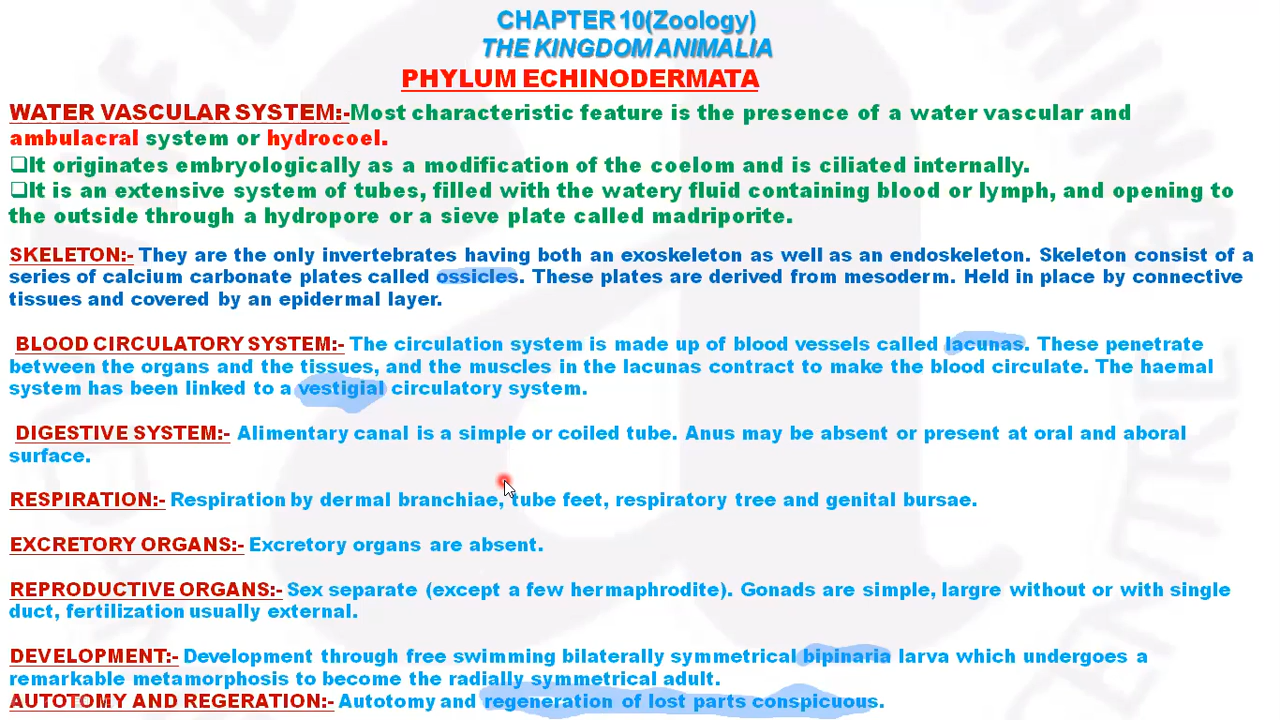 CHAPTER 10(Zoology)
THE KINGDOM ANIMALIA
PHYLUM ECHINODERMATA
WATER VASCULAR SYSTEM:-Most characteristic feature is the presence of a water vascular and
ambulacral system or hydrocoel.
❑It originates embryologically as a modification of the coelom and is ciliated internally.
❑It is an extensive system of tubes, filled with the watery fluid containing blood or lymph, and opening to
the outside through a hydropore or a sieve plate called madriporite.
SKELETON:- They are the only invertebrates having both an exoskeleton as well as an endoskeleton. Skeleton consist of a
series of calcium carbonate plates called ossicles. These plates are derived from mesoderm. Held in place by connective
tissues and covered by an epidermal layer.
BLOOD CIRCULATORY SYSTEM:- The circulation system is made up of blood vessels called lacunas. These penetrate
between the organs and the tissues, and the muscles in the lacunas contract to make the blood circulate. The haemal
system has been linked to a vestigial circulatory system.
DIGESTIVE SYSTEM:- Alimentary canal is a simple or coiled tube. Anus may be absent or present at oral and aboral
surface.
RESPIRATION:- Respiration by dermal branchiae, tube feet, respiratory tree and genital bursae.
EXCRETORY ORGANS:- Excretory organs are absent.
REPRODUCTIVE ORGANS:- Sex separate (except a few hermaphrodite). Gonads are simple, largre without or with single
duct, fertilization usually external.
DEVELOPMENT:- Development through free swimming bilaterally symmetrical bipinaria larva which undergoes a
remarkable metamorphosis to become the radially symmetrical adult.
AUTOTOMY AND REGERATION:- Autotomy and regeneration of lost parts conspicuous.